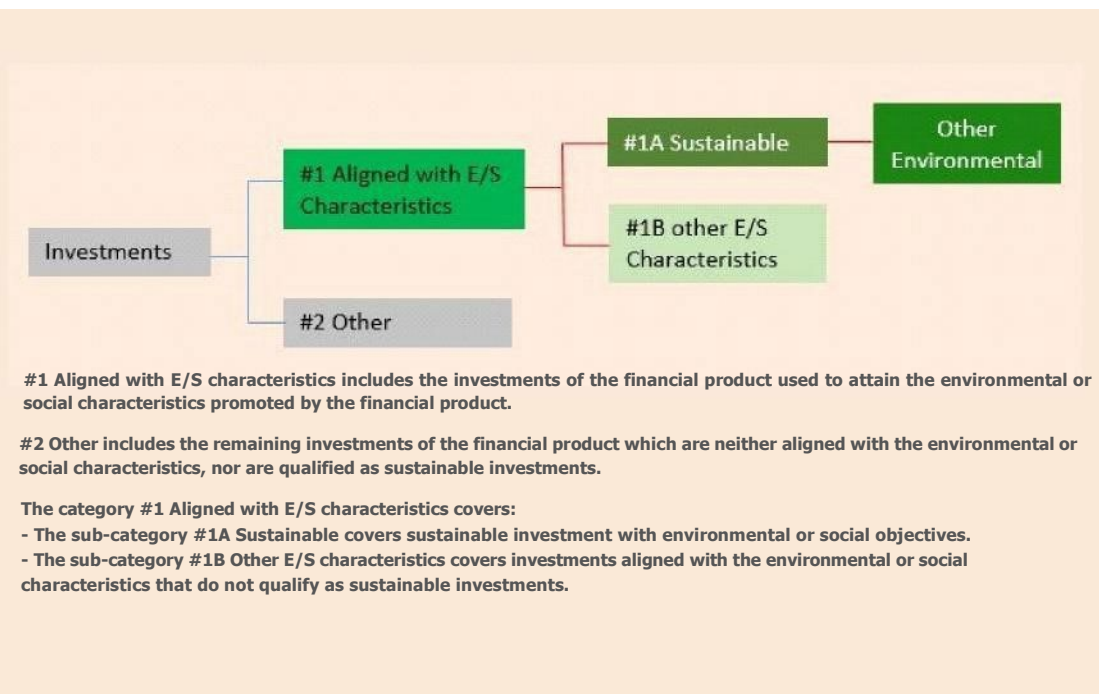 Other
Environmental
#1A Sustainable
#1 Aligned with E/S
Characteristics
#1B other E/S
Characteristics
Investments
#2 Other
#1 Aligned with E/S characteristics includes the investments of the financial product used to attain the environmental or
social characteristics promoted by the financial product.
#2 Other includes the remaining investments of the financial product which are neither aligned with the environmental or
social characteristics, nor are qualified as sustainable investments.
The category #1 Aligned with E/S characteristics covers:
- The sub-category #1A Sustainable covers sustainable investment with environmental or social objectives.
- The sub-category #1B Other E/S characteristics covers investments aligned with the environmental or social
characteristics that do not qualify as sustainable investments.